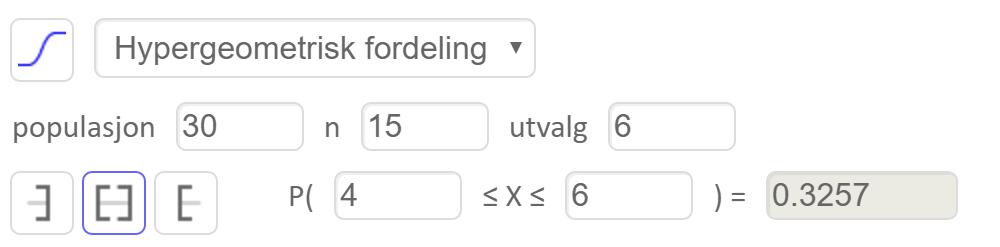 Hypergeometrisk fordeling ▼
populasjon 30 n 15 utvalg 6
P( 4 ≤ X ≤ 6 ) = 0.3257